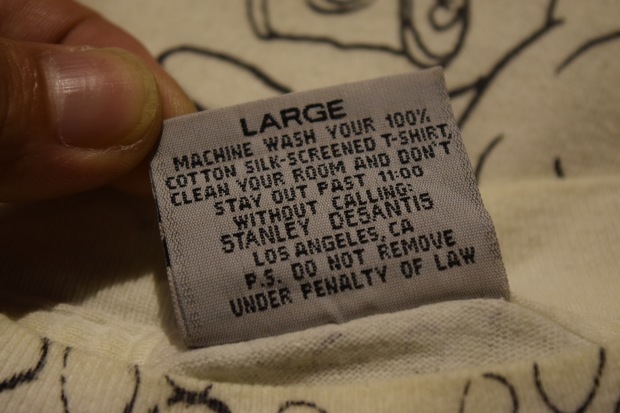 LARGE
MACHINE WASH YOUR 100%
COTTON SILK-SCREENED T-SHIRT,
CLEAN YOUR ROOM AND DON'T
STAY OUT PAST 11:00
WITHOUT CALLING:
STANLEY DESANTIS
LOS ANGELES, CA
P.S. DO NOT REMOVE
UNDER PENALTY OF LAW